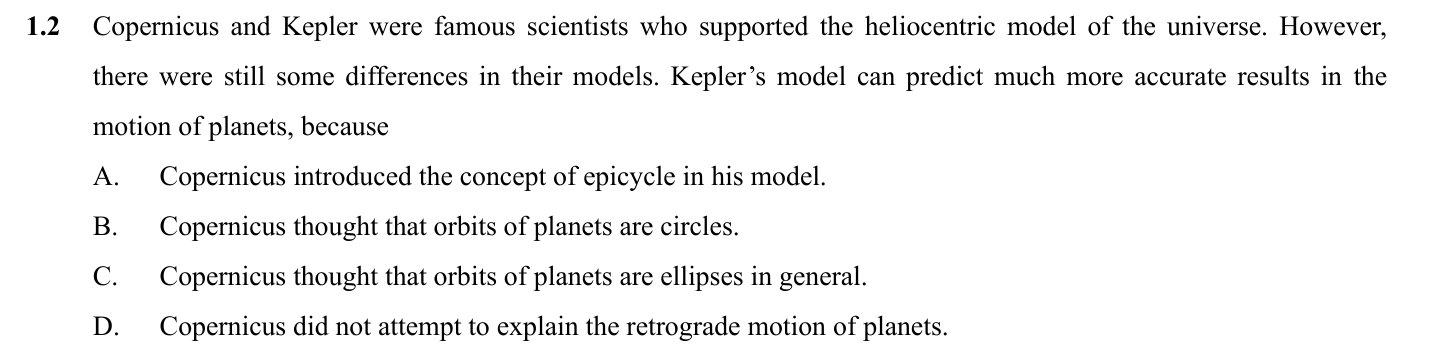 1.2 Copernicus and Kepler were famous scientists who supported the heliocentric model of the universe. However,
there were still some differences in their models. Kepler’s model can predict much more accurate results in the
motion of planets, because
A. Copernicus introduced the concept of epicycle in his model.
B. Copernicus thought that orbits of planets are circles.
C. Copernicus thought that orbits of planets are ellipses in general.
D. Copernicus did not attempt to explain the retrograde motion of planets.